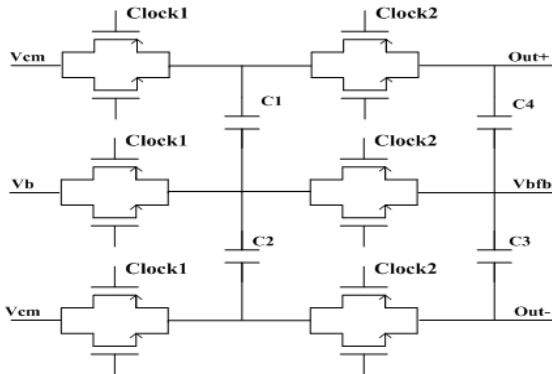 Clock1 Clock2
Vcm Out+
C1 C4
Clock1 Clock2
Vb Vbfb
C2 C3
Clock1 Clock2
Vcm Out-